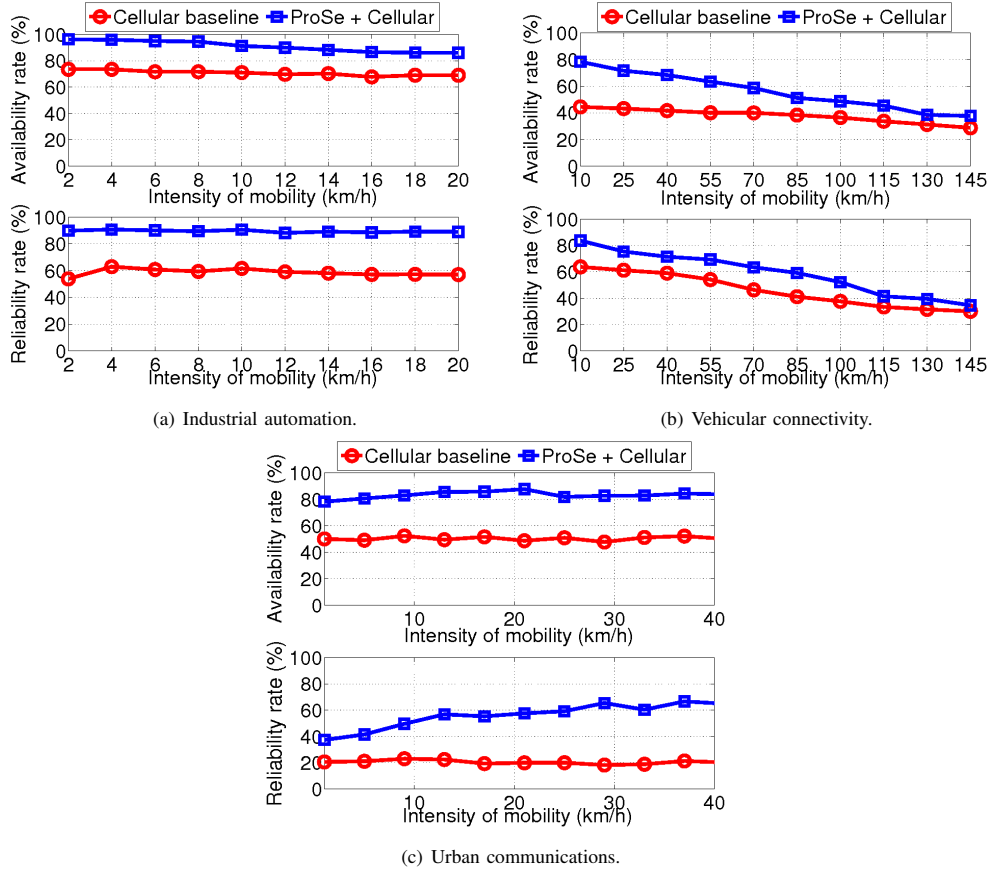 Cellular baseline ProSe + Cellular
Availability rate (%)
100
80
60
40
20
0
2 4 6 8 10 12 14 16 18 20
Intensity of mobility (km/h)
Reliability rate (%)
100
80
60
40
20
0
2 4 6 8 10 12 14 16 18 20
Intensity of mobility (km/h)
(a) Industrial automation.
Cellular baseline ProSe + Cellular
Availability rate (%)
100
80
60
40
20
0
10 25 40 55 70 85 100 115 130 145
Intensity of mobility (km/h)
Reliability rate (%)
100
80
60
40
20
0
10 25 40 55 70 85 100 115 130 145
Intensity of mobility (km/h)
(b) Vehicular connectivity.
Cellular baseline ProSe + Cellular
Availability rate (%)
100
80
60
40
20
0
10 20 30 40
Intensity of mobility (km/h)
Reliability rate (%)
100
80
60
40
20
0
10 20 30 40
Intensity of mobility (km/h)
(c) Urban communications.